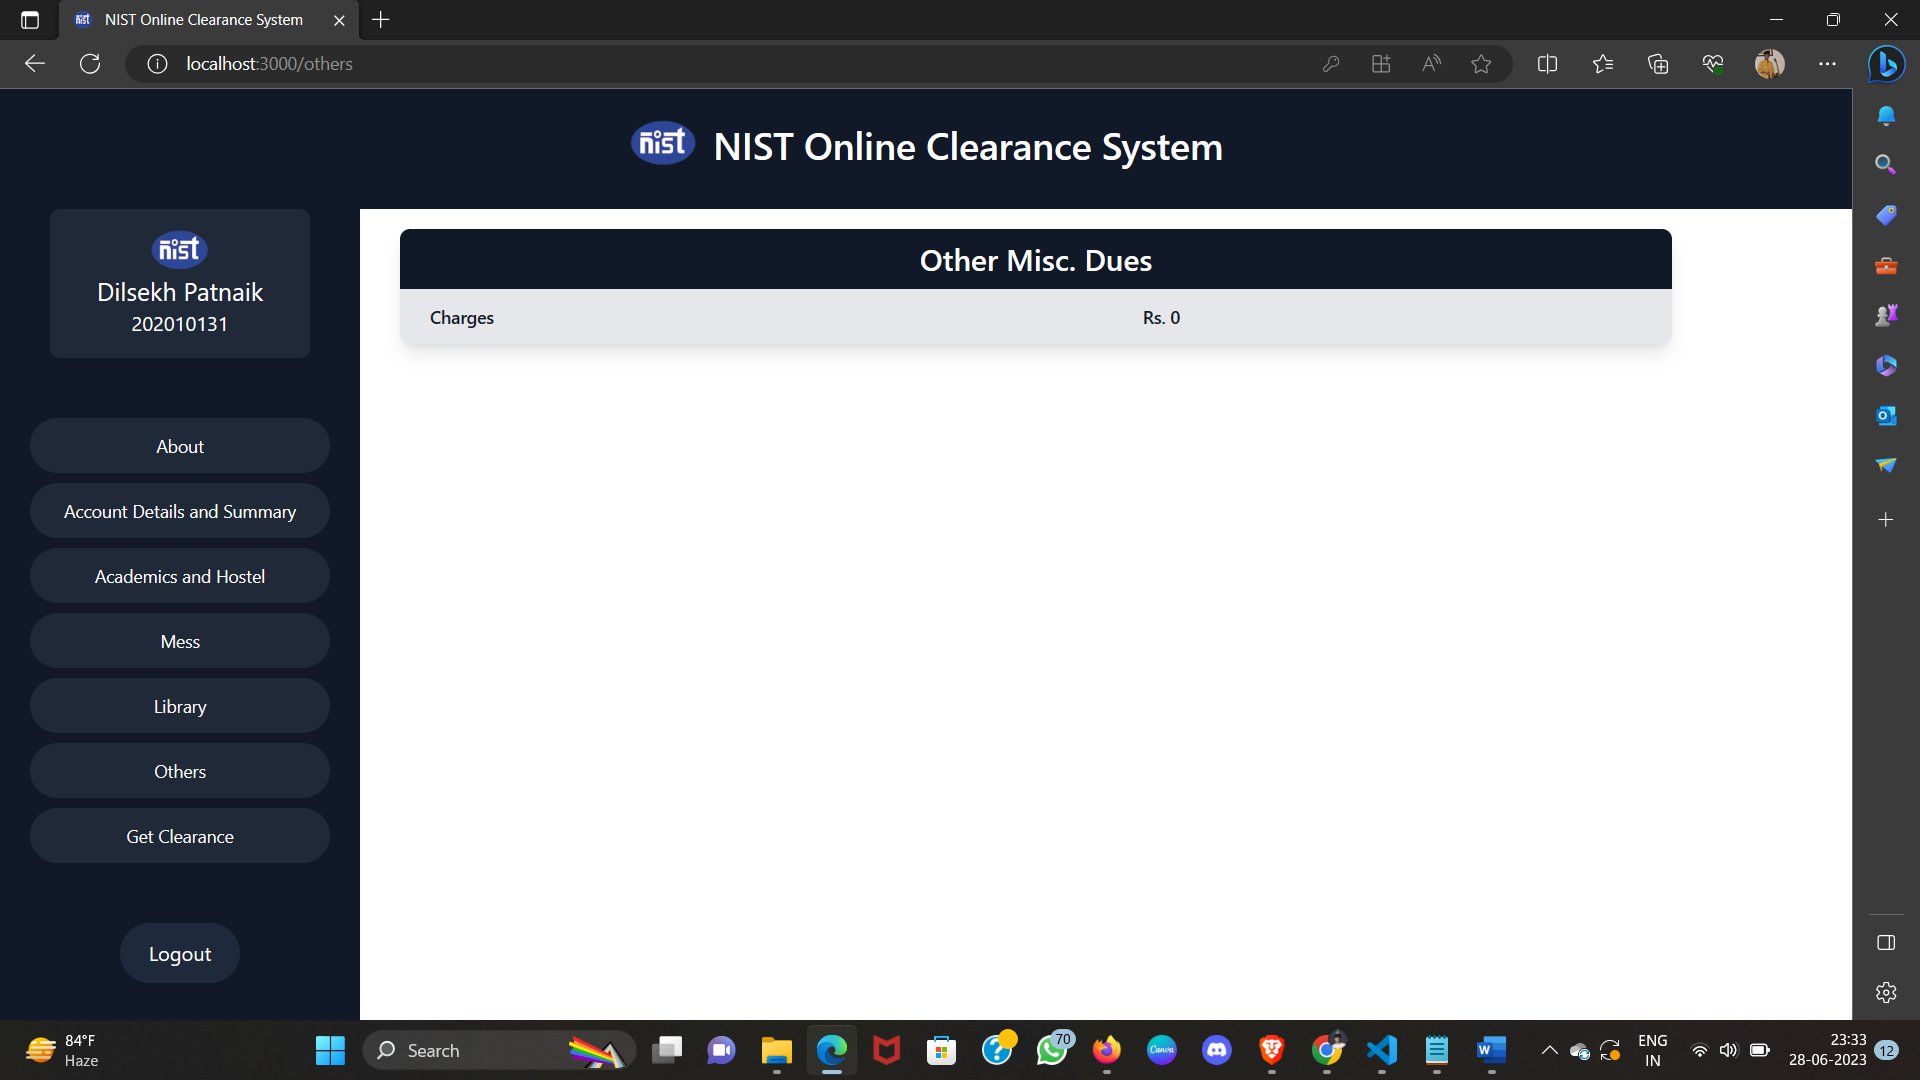 nist NIST Online Clearance System
localhost:3000/others
nist NIST Online Clearance System
nist
Dilsekh Patnaik
202010131
About
Account Details and Summary
Academics and Hostel
Mess
Library
Others
Get Clearance
Logout
Other Misc. Dues
Charges Rs. 0
84°F
Haze
Search
70
Canva
W
ENG
IN
23:33
28-06-2023
12